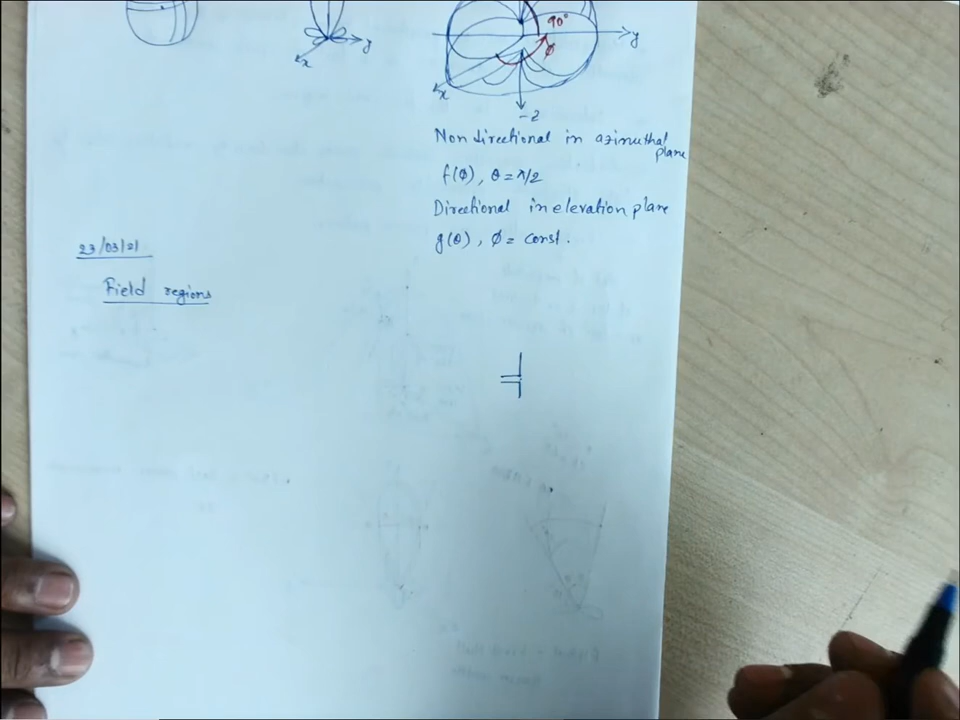 y
x
90°
y
φ
x
-Z
Non directional in azimuthal
plane
f(φ), θ = π/2
Directional in elevation plane
g(θ), φ = const.
23/03/21
Field regions